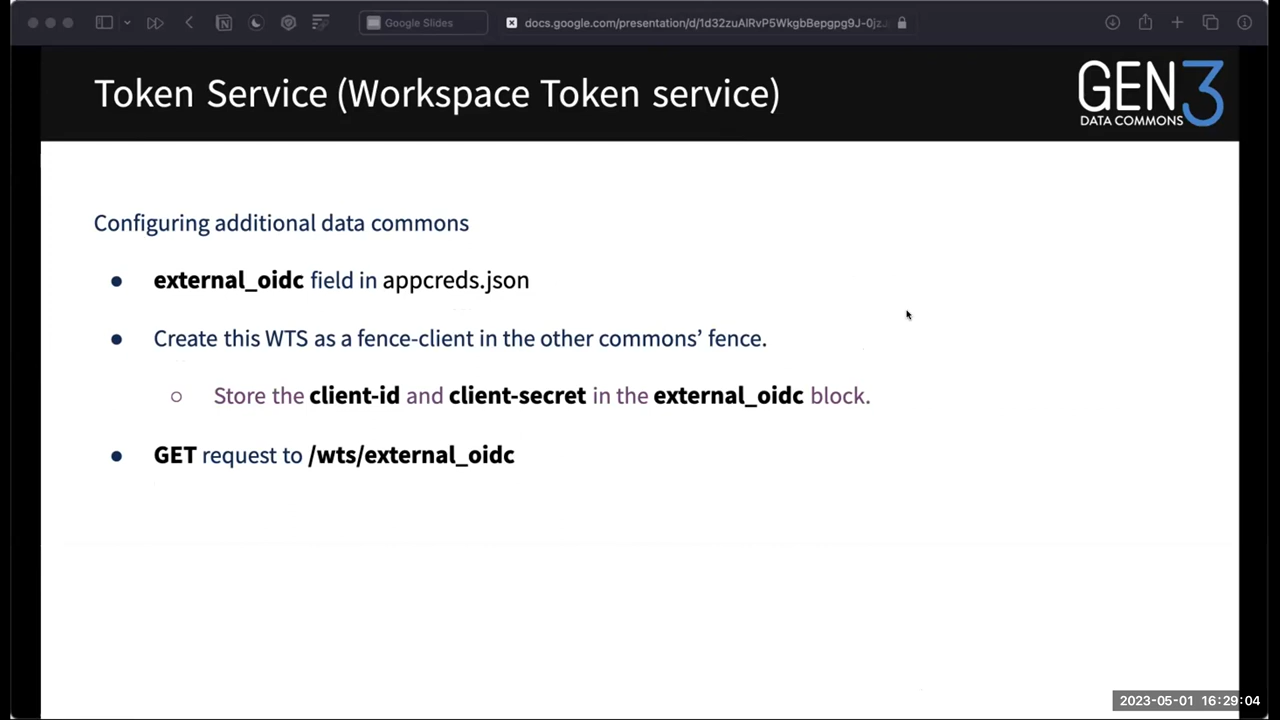 Google Slides
docs.google.com/presentation/d/1d32zuAlRvP5WkgbBepgpg9J-0jz
Token Service (Workspace Token service)
GEN3
DATA COMMONS
Configuring additional data commons
● external_oidc field in appcreds.json
● Create this WTS as a fence-client in the other commons’ fence.
○ Store the client-id and client-secret in the external_oidc block.
● GET request to /wts/external_oidc
2023-05-01 16:29:04